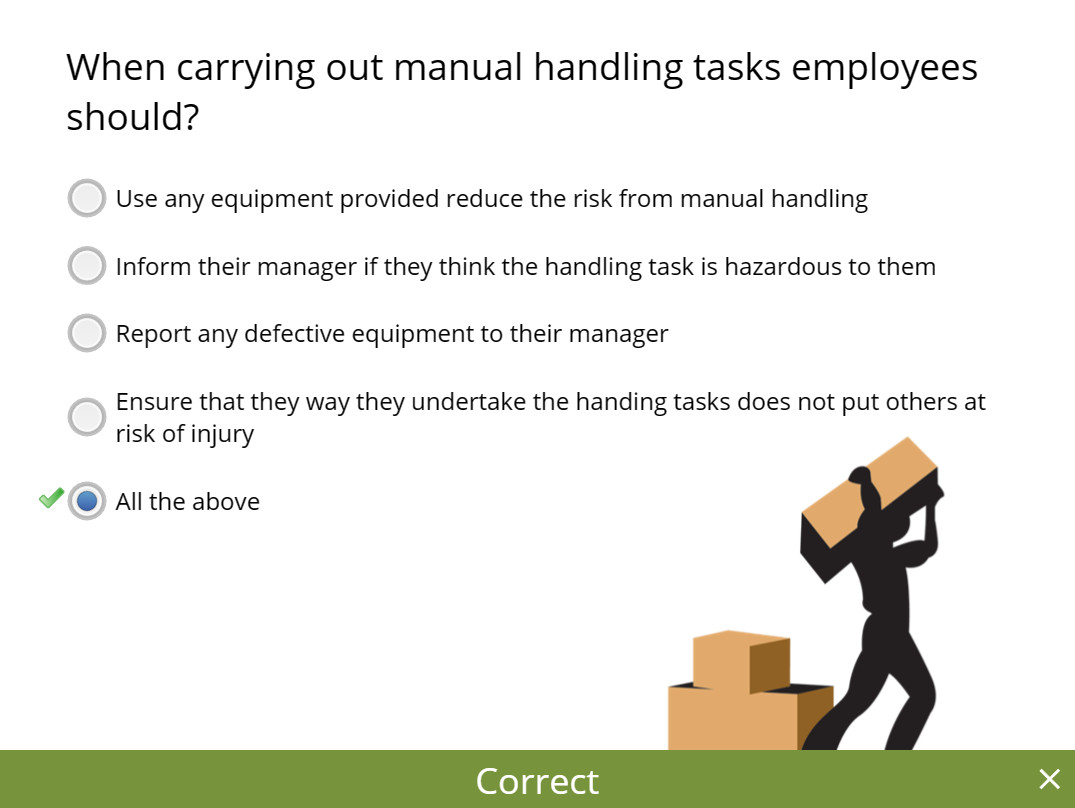 When carrying out manual handling tasks employees
should?
Use any equipment provided reduce the risk from manual handling
Inform their manager if they think the handling task is hazardous to them
Report any defective equipment to their manager
Ensure that they way they undertake the handing tasks does not put others at
risk of injury
All the above
Correct